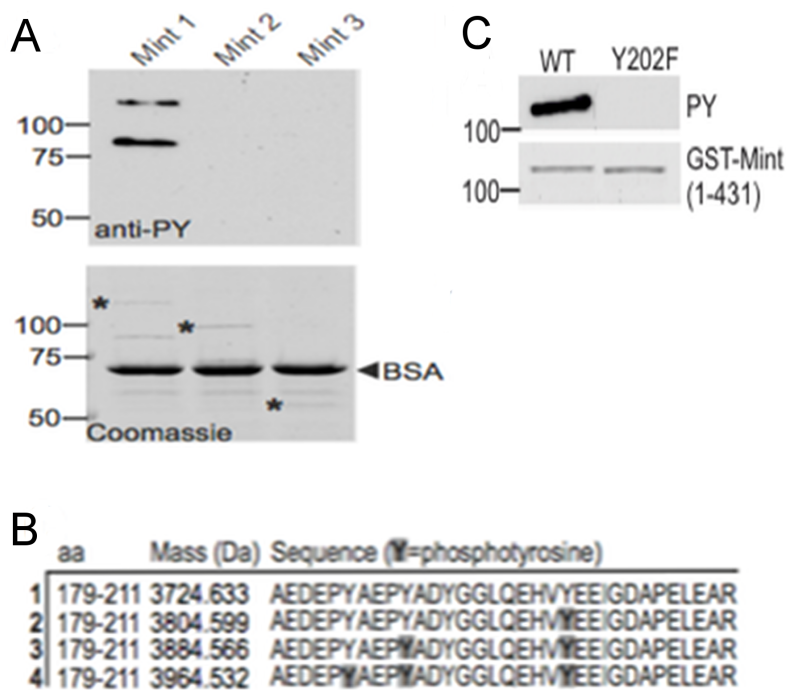 A
Mint 1 Mint 2 Mint 3
100
75
50
anti-PY
*
*
100
75
BSA
*
50
Coomassie
C
WT Y202F
PY
100
GST-Mint
100
(1-431)
B
aa Mass (Da) Sequence (Y=phosphotyrosine)
1 179-211 3724.633 AEDEPYAEPYADYGGLQEHVYEEIGDAPELEAR
2 179-211 3804.599 AEDEPYAEPYADYGGLQEHVYEEIGDAPELEAR
3 179-211 3884.566 AEDEPYAEPYADYGGLQEHVYEEIGDAPELEAR
4 179-211 3964.532 AEDEPYAEPYADYGGLQEHVYEEIGDAPELEAR